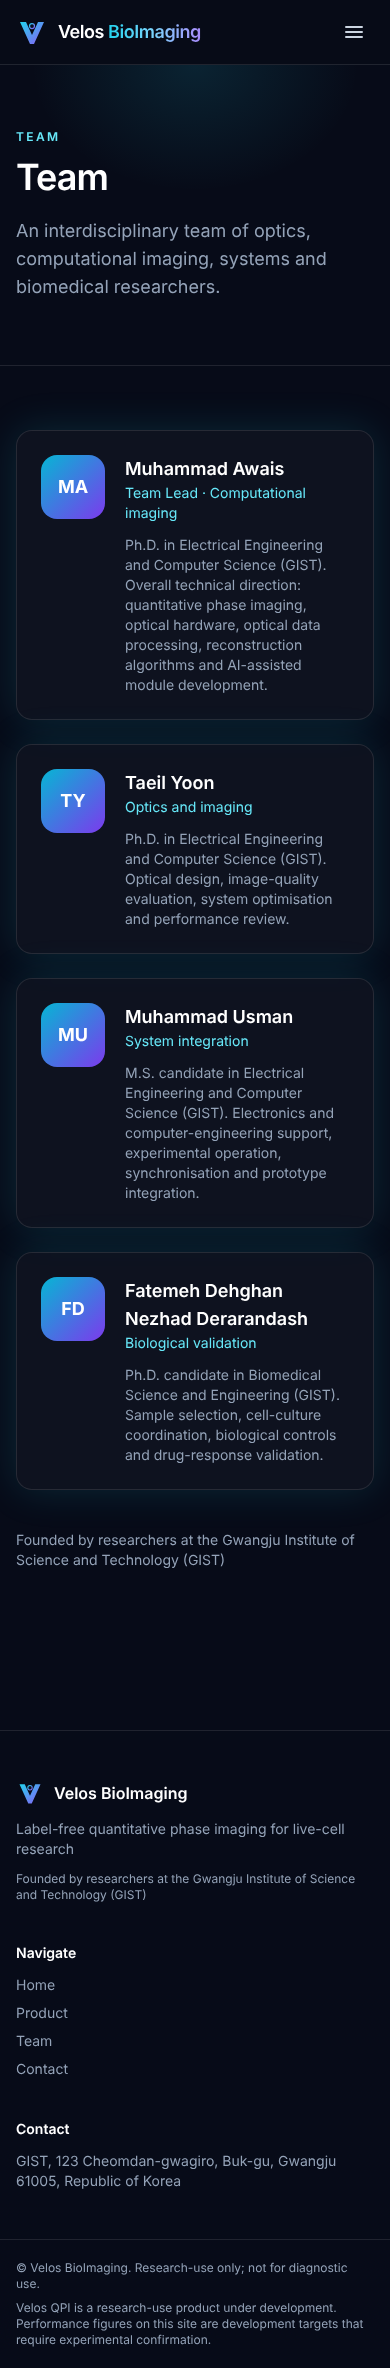 Velos BioImaging
TEAM
Team
An interdisciplinary team of optics,
computational imaging, systems and
biomedical researchers.
MA
Muhammad Awais
Team Lead · Computational
imaging
Ph.D. in Electrical Engineering
and Computer Science (GIST).
Overall technical direction:
quantitative phase imaging,
optical hardware, optical data
processing, reconstruction
algorithms and AI-assisted
module development.
TY
Taeil Yoon
Optics and imaging
Ph.D. in Electrical Engineering
and Computer Science (GIST).
Optical design, image-quality
evaluation, system optimisation
and performance review.
MU
Muhammad Usman
System integration
M.S. candidate in Electrical
Engineering and Computer
Science (GIST). Electronics and
computer-engineering support,
experimental operation,
synchronisation and prototype
integration.
FD
Fatemeh Dehghan
Nezhad Derarandash
Biological validation
Ph.D. candidate in Biomedical
Science and Engineering (GIST).
Sample selection, cell-culture
coordination, biological controls
and drug-response validation.
Founded by researchers at the Gwangju Institute of
Science and Technology (GIST)
Velos BioImaging
Label-free quantitative phase imaging for live-cell
research
Founded by researchers at the Gwangju Institute of Science
and Technology (GIST)
Navigate
Home
Product
Team
Contact
Contact
GIST, 123 Cheomdan-gwagiro, Buk-gu, Gwangju
61005, Republic of Korea
© Velos BioImaging. Research-use only; not for diagnostic
use.
Velos QPI is a research-use product under development.
Performance figures on this site are development targets that
require experimental confirmation.